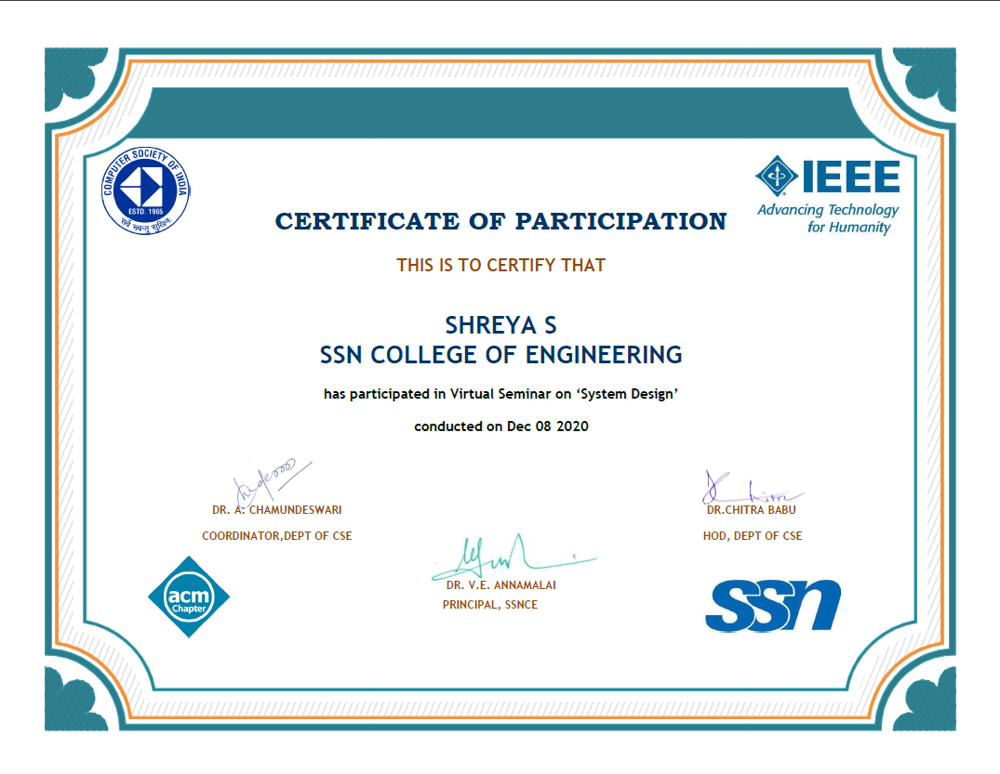 COMPUTER SOCIETY OF INDIA
ESTD. 1965
सर्वे भवन्तु सुखिनः
IEEE
Advancing Technology
for Humanity
CERTIFICATE OF PARTICIPATION
THIS IS TO CERTIFY THAT
SHREYA S
SSN COLLEGE OF ENGINEERING
has participated in Virtual Seminar on ‘System Design’
conducted on Dec 08 2020
DR. A. CHAMUNDESWARI
COORDINATOR,DEPT OF CSE
DR.CHITRA BABU
HOD, DEPT OF CSE
DR. V.E. ANNAMALAI
PRINCIPAL, SSNCE
acm
Chapter
ssn